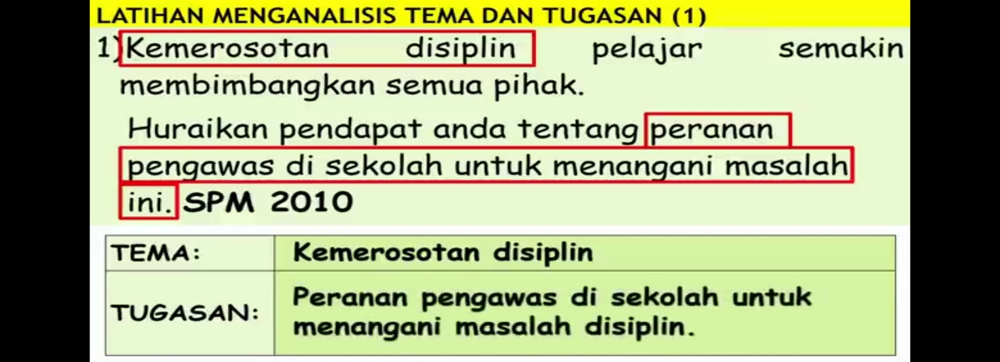 LATIHAN MENGANALISIS TEMA DAN TUGASAN (1)
1) Kemerosotan disiplin pelajar semakin
membimbangkan semua pihak.
Huraikan pendapat anda tentang peranan
pengawas di sekolah untuk menangani masalah
ini. SPM 2010
TEMA: Kemerosotan disiplin
TUGASAN: Peranan pengawas di sekolah untuk
menangani masalah disiplin.